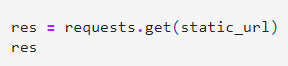 res = requests.get(static_url)
res